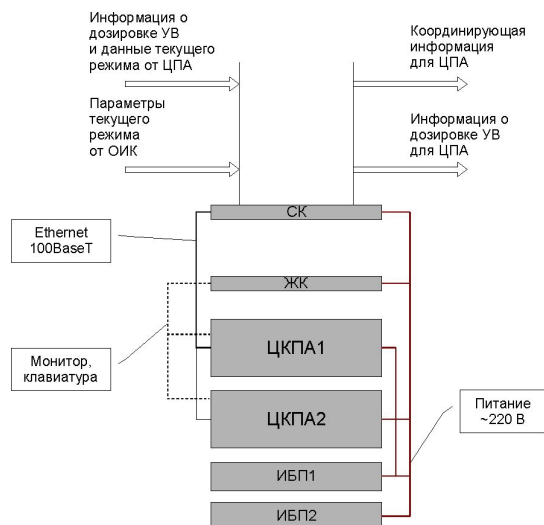 Информация о
дозировке УВ
и данные текущего
режима от ЦПА
Координирующая
информация
для ЦПА
Параметры
текущего
режима
от ОИК
Информация о
дозировке УВ
для ЦПА
СК
Ethernet
100BaseT
ЖК
ЦКПА1
Монитор,
клавиатура
ЦКПА2
Питание
~220 В
ИБП1
ИБП2